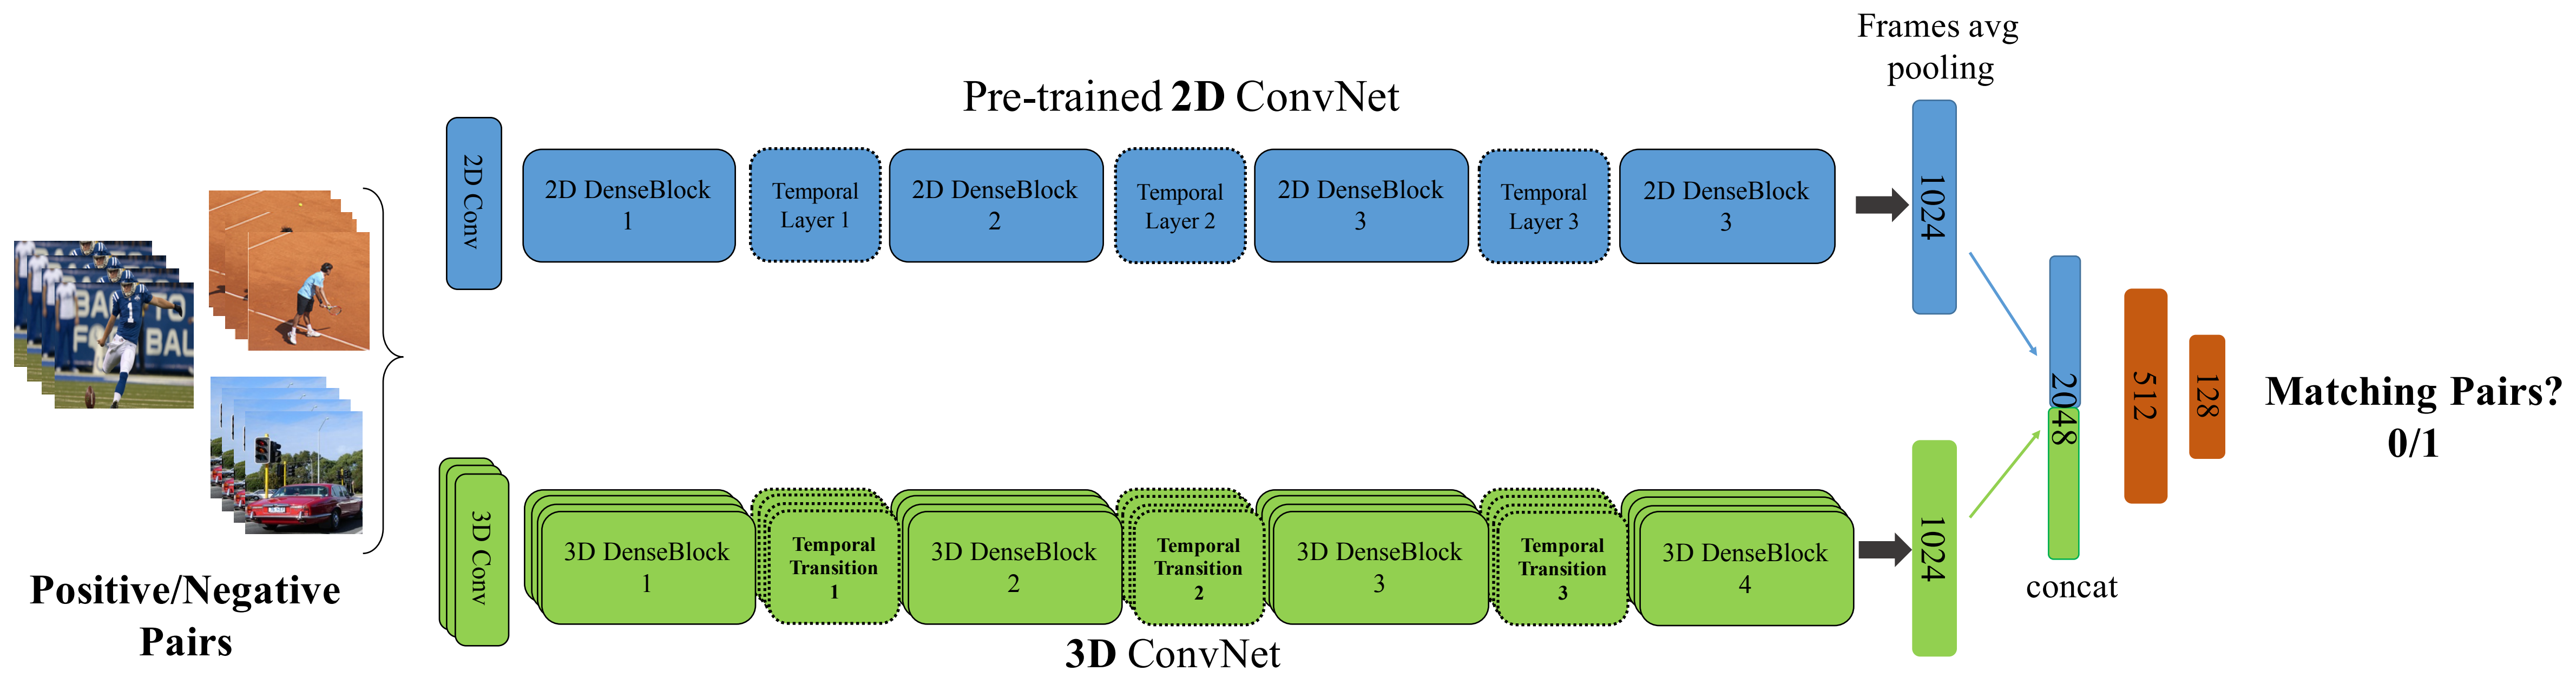 Frames avg
pooling
Pre-trained 2D ConvNet
2D Conv
2D DenseBlock
1
Temporal
Layer 1
2D DenseBlock
2
Temporal
Layer 2
2D DenseBlock
3
Temporal
Layer 3
2D DenseBlock
3
1024
BACK TO
1
Positive/Negative
Pairs
3D Conv
3D DenseBlock
1
Temporal
Transition
1
3D DenseBlock
2
Temporal
Transition
2
3D DenseBlock
3
Temporal
Transition
3
3D DenseBlock
4
3D ConvNet
1024
2048
concat
512
128
Matching Pairs?
0/1